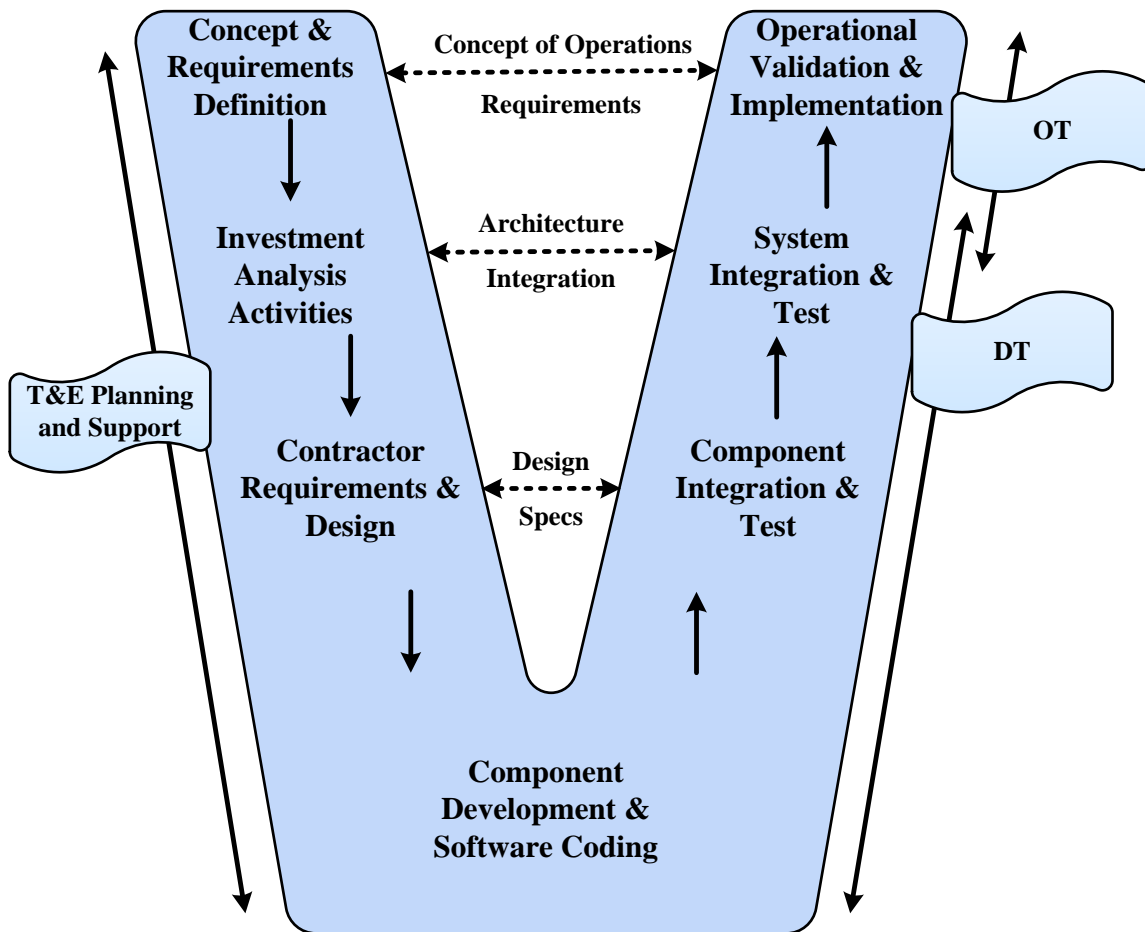 Concept &
Requirements
Definition
Concept of Operations
Requirements
Operational
Validation &
Implementation
OT
Investment
Analysis
Activities
Architecture
Integration
System
Integration &
Test
DT
T&E Planning
and Support
Contractor
Requirements &
Design
Design
Specs
Component
Integration &
Test
Component
Development &
Software Coding